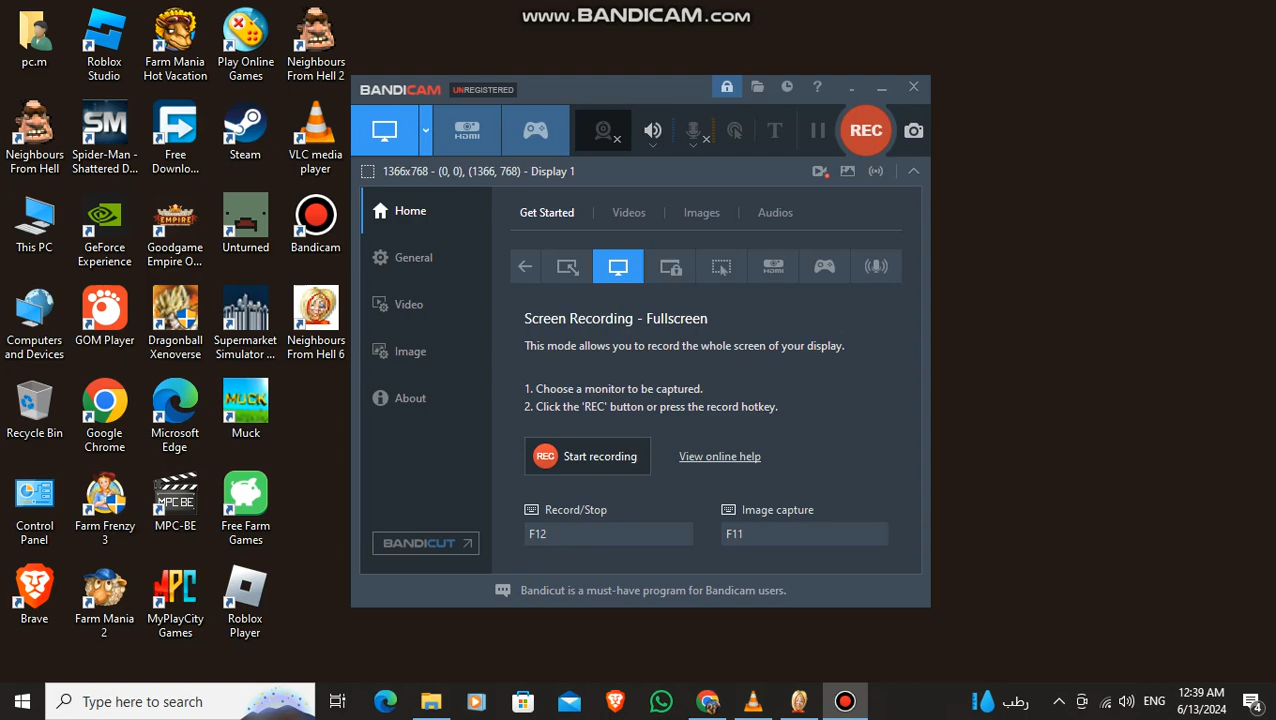 www.BANDICAM.com
pc.m
Roblox
Studio
Farm Mania
Hot Vacation
Play Online
Games
Neighbours
From Hell 2
Neighbours
From Hell
Spider-Man -
Shattered D...
Free
Downlo...
Steam
VLC media
player
This PC
GeForce
Experience
Goodgame
Empire O...
Unturned
Bandicam
Computers
and Devices
GOM Player
Dragonball
Xenoverse
Supermarket
Simulator ...
Neighbours
From Hell 6
Recycle Bin
Google
Chrome
Microsoft
Edge
MUCK
Muck
Control
Panel
Farm Frenzy
3
MPC-BE
MPC-BE
Free Farm
Games
Brave
Farm Mania
2
MPC
MyPlayCity
Games
Roblox
Player
BANDICAM UNREGISTERED
HDMI
T
REC
1366x768 - (0, 0), (1366, 768) - Display 1
Home
General
Video
Image
About
BANDICUT
Get Started
Videos
Images
Audios
HDMI
Screen Recording - Fullscreen
This mode allows you to record the whole screen of your display.
1. Choose a monitor to be captured.
2. Click the 'REC' button or press the record hotkey.
REC Start recording
View online help
Record/Stop
F12
Image capture
F11
Bandicut is a must-have program for Bandicam users.
Type here to search
رطب
ENG
12:39 AM
6/13/2024
4